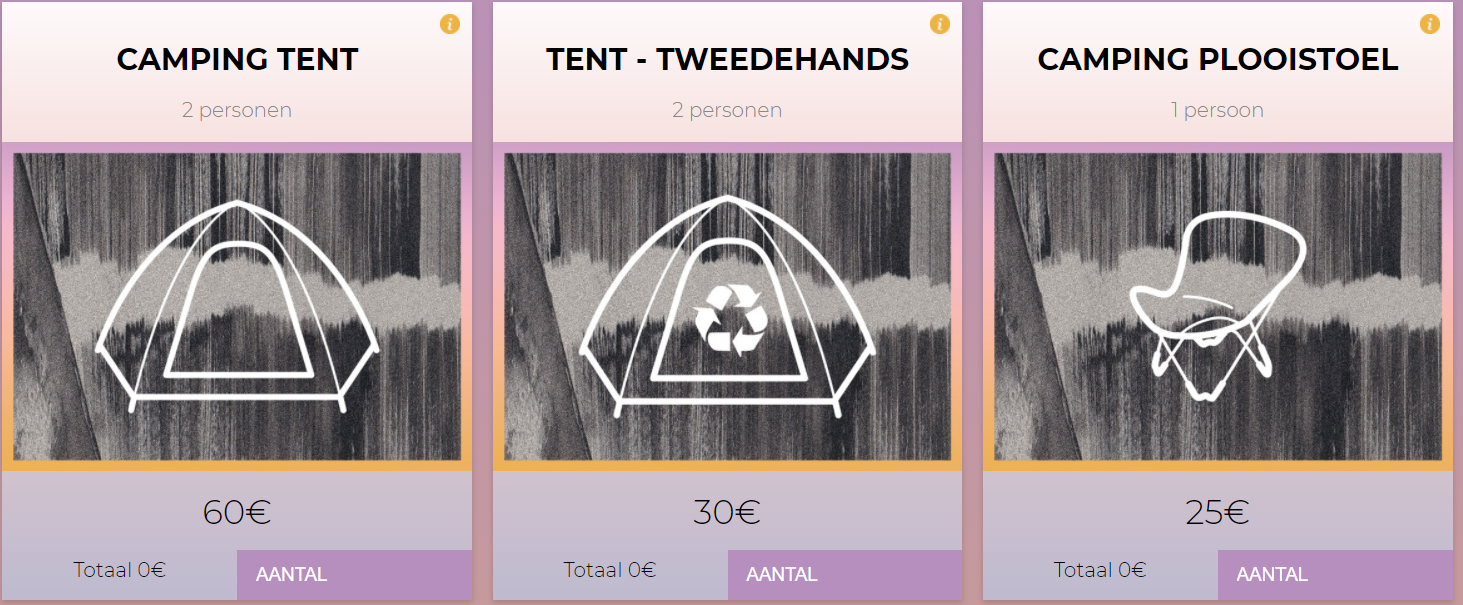 CAMPING TENT
2 personen
60€
Totaal 0€
AANTAL
TENT - TWEEDEHANDS
2 personen
30€
Totaal 0€
AANTAL
CAMPING PLOOISTOEL
1 persoon
25€
Totaal 0€
AANTAL